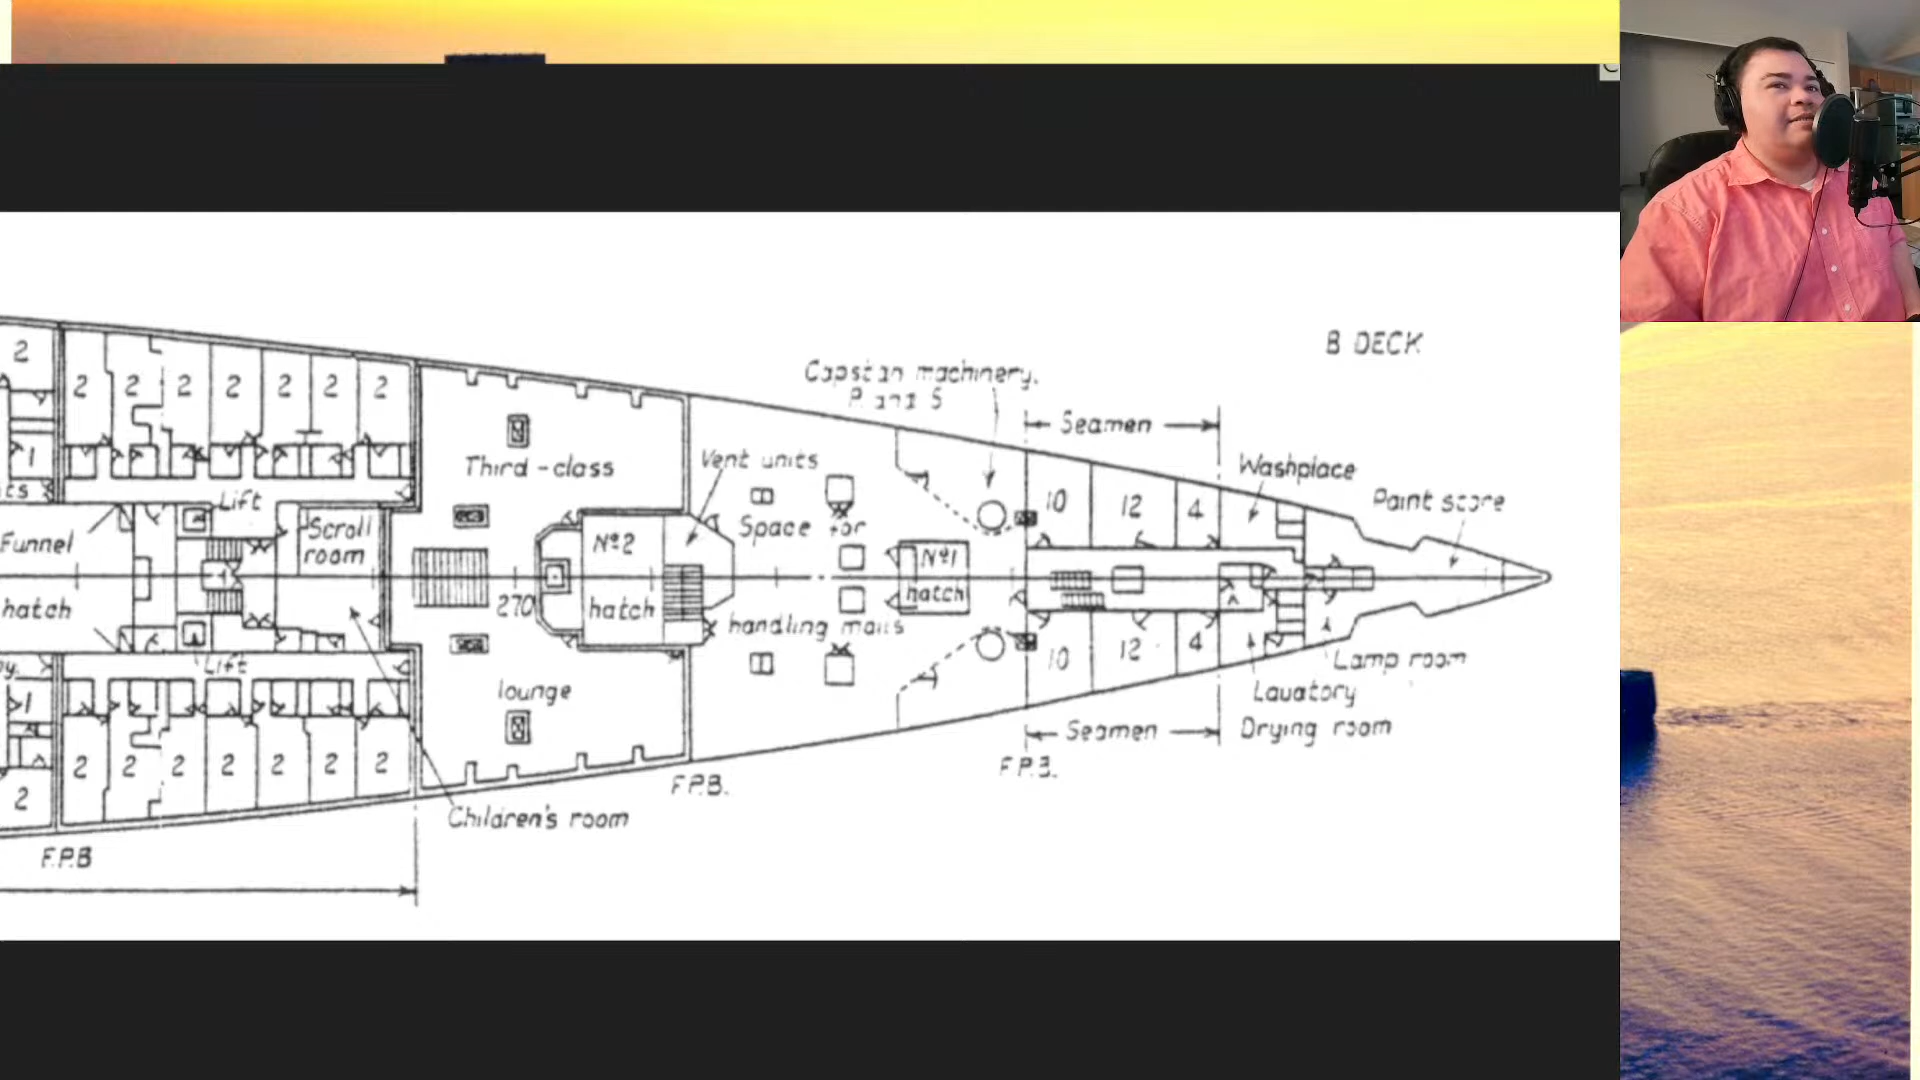 B DECK
Capstan machinery.
P. and S
Seamen
Washplace
Paint store
Vent units
Third-class
Space for
2
2 2 2 2 2 2 2
1
10 12 4
Lift
Scroll
room
Funnel
hatch
Nº2
hatch
Nº1
hatch
270
handling mails
10 12 4
Lamp room
Lift
lounge
Lavatory
Drying room
Seamen
F.P.B.
1
2 2 2 2 2 2 2
2
F.P.B.
Children's room
F.P.B